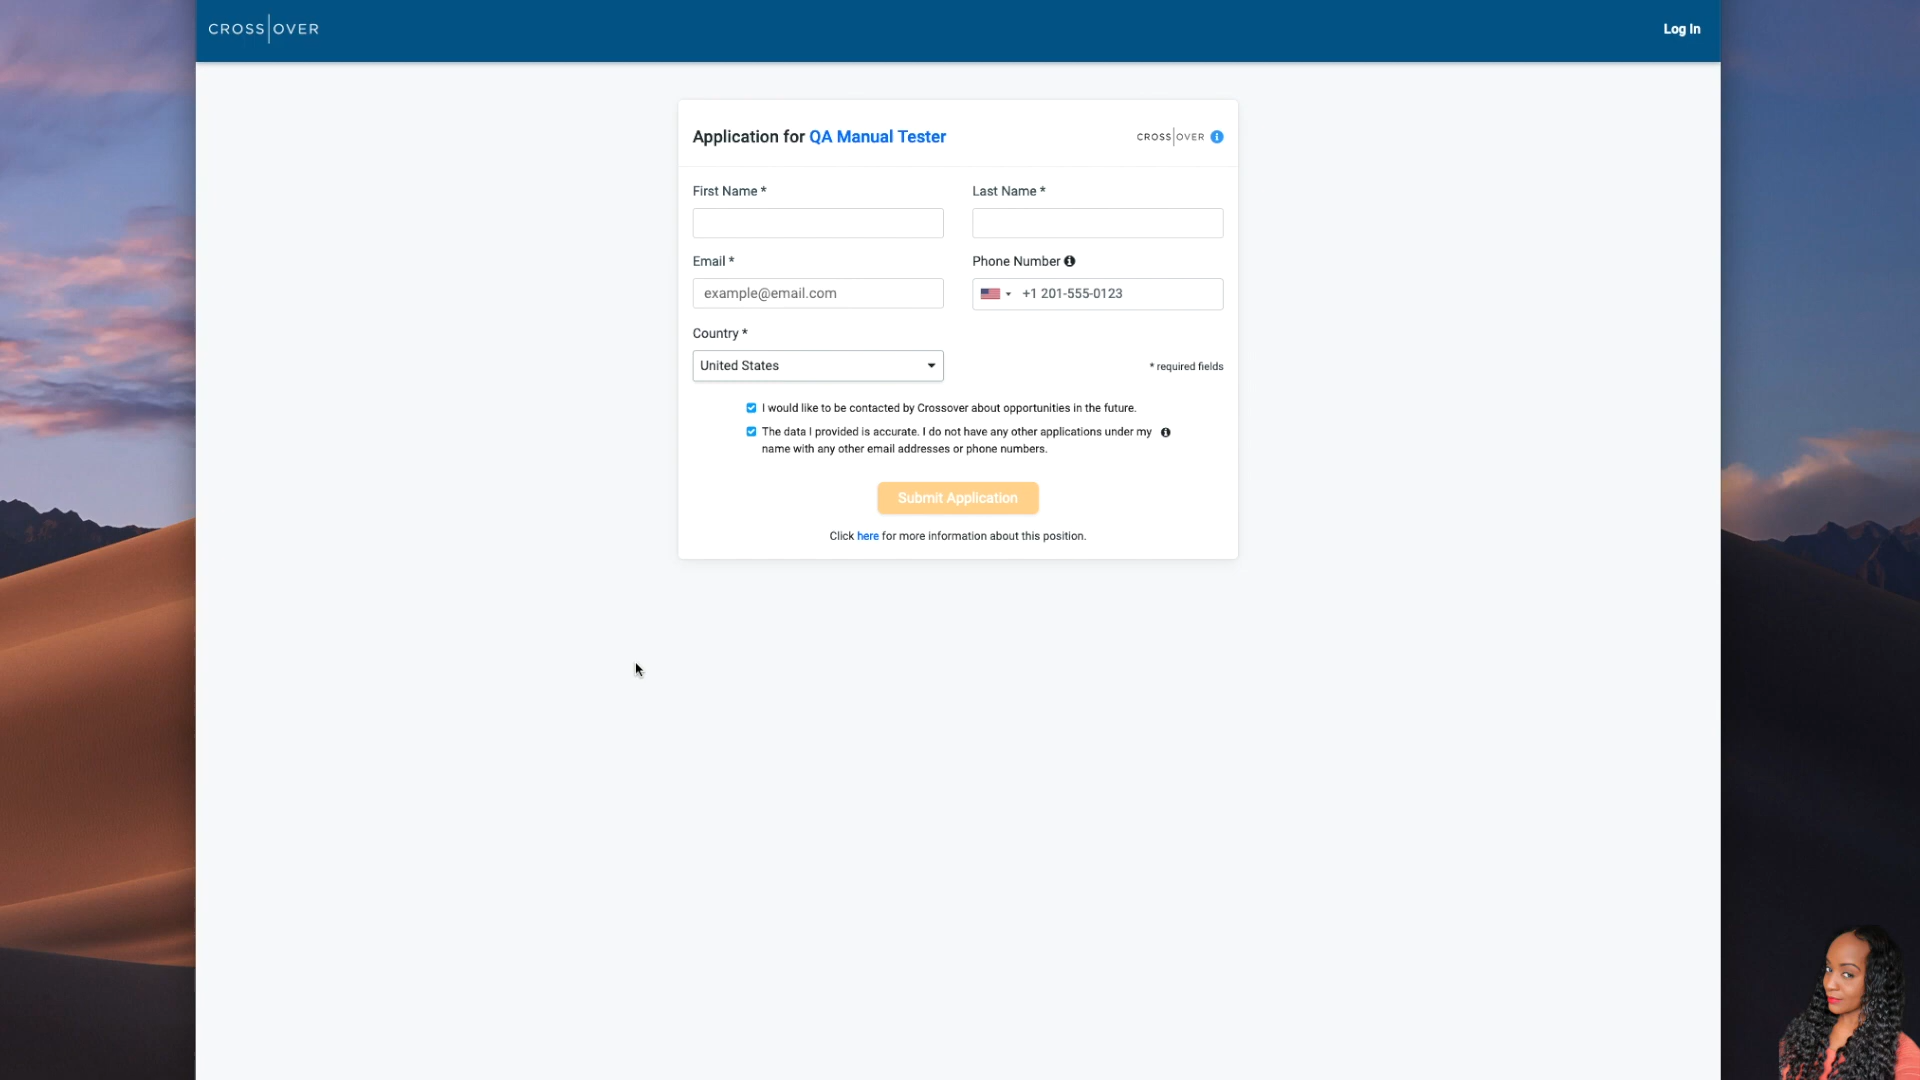 CROSS OVER
Log In
Application for QA Manual Tester
CROSS OVER
First Name *
Last Name *
Email *
Phone Number
example@email.com
+1 201-555-0123
Country *
United States
* required fields
I would like to be contacted by Crossover about opportunities in the future.
The data I provided is accurate. I do not have any other applications under my
name with any other email addresses or phone numbers.
Submit Application
Click here for more information about this position.